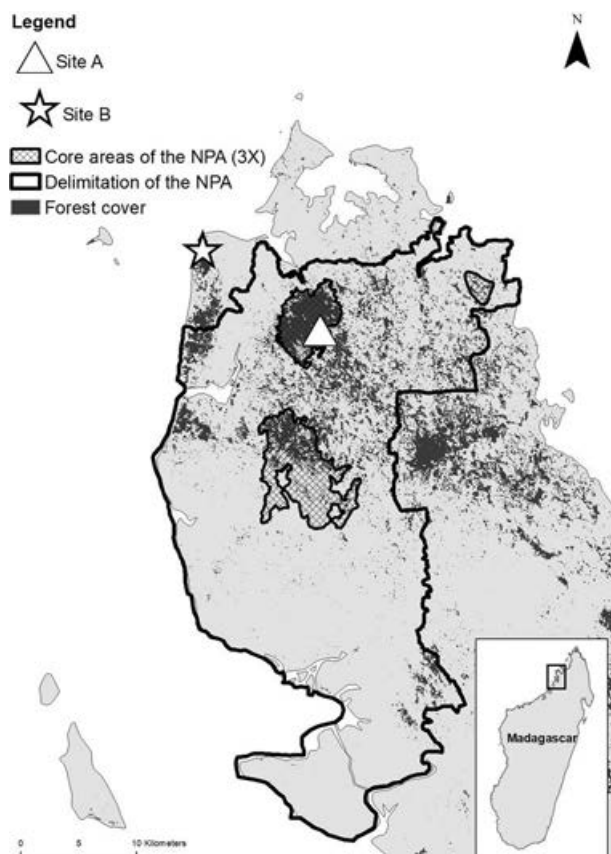 Legend
N
Site A
Site B
Core areas of the NPA (3X)
Delimitation of the NPA
Forest cover
Madagascar
0 5 10 Kilometers